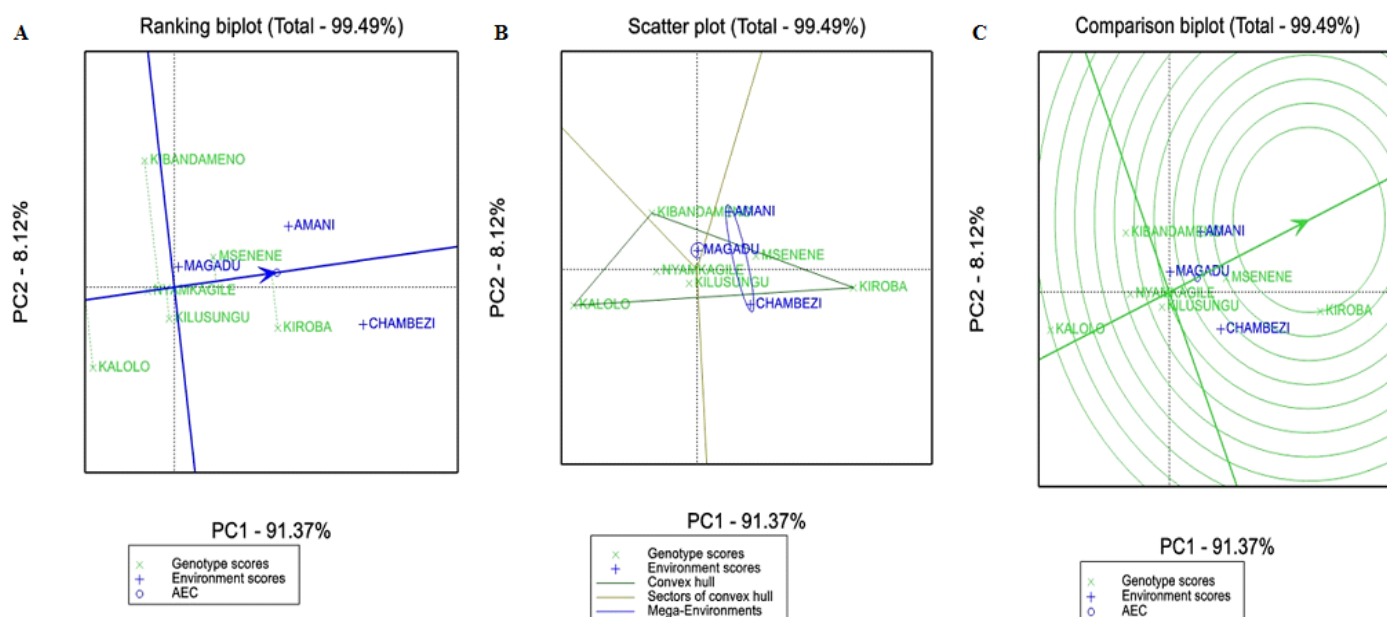 A
Ranking biplot (Total - 99.49%)
PC2 - 8.12%
KIBANDAMENO
AMANI
MSENENE
MAGADU
NYAMKAGILE
KILUSUNGU
KIROBA
CHAMBEZI
KALOLO
PC1 - 91.37%
Genotype scores
Environment scores
AEC
B
Scatter plot (Total - 99.49%)
PC2 - 8.12%
AMANI
MAGADU
MSENENE
NYAMKAGILE
KILUSUNGU
KIROBA
KALOLO
CHAMBEZI
PC1 - 91.37%
Genotype scores
Environment scores
Convex hull
Sectors of convex hull
Mega-Environments
C
Comparison biplot (Total - 99.49%)
PC2 - 8.12%
AMANI
MAGADU
MSENENE
NYAMKAGILE
KILUSUNGU
KIROBA
KALOLO
CHAMBEZI
PC1 - 91.37%
Genotype scores
Environment scores
AEC